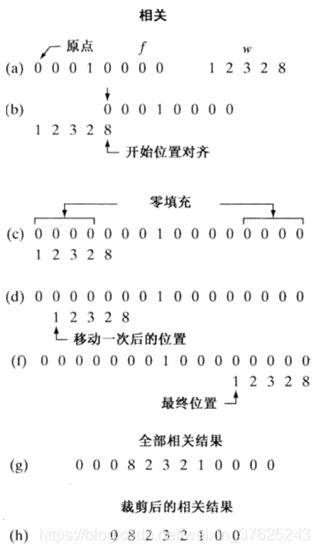 相关
原点 f w
(a) 0 0 0 1 0 0 0 0 1 2 3 2 8
(b) 0 0 0 1 0 0 0 0
1 2 3 2 8
开始位置对齐
零填充
(c) 0 0 0 0 0 0 0 1 0 0 0 0 0 0 0 0
1 2 3 2 8
(d) 0 0 0 0 0 0 0 1 0 0 0 0 0 0 0 0
1 2 3 2 8
移动一次后的位置
(f) 0 0 0 0 0 0 0 1 0 0 0 0 0 0 0 0
1 2 3 2 8
最终位置
全部相关结果
(g) 0 0 0 8 2 3 2 1 0 0 0 0
裁剪后的相关结果
(h) 0 8 2 3 2 1 0 0
https://blog.csdn.net/weixin_37625243